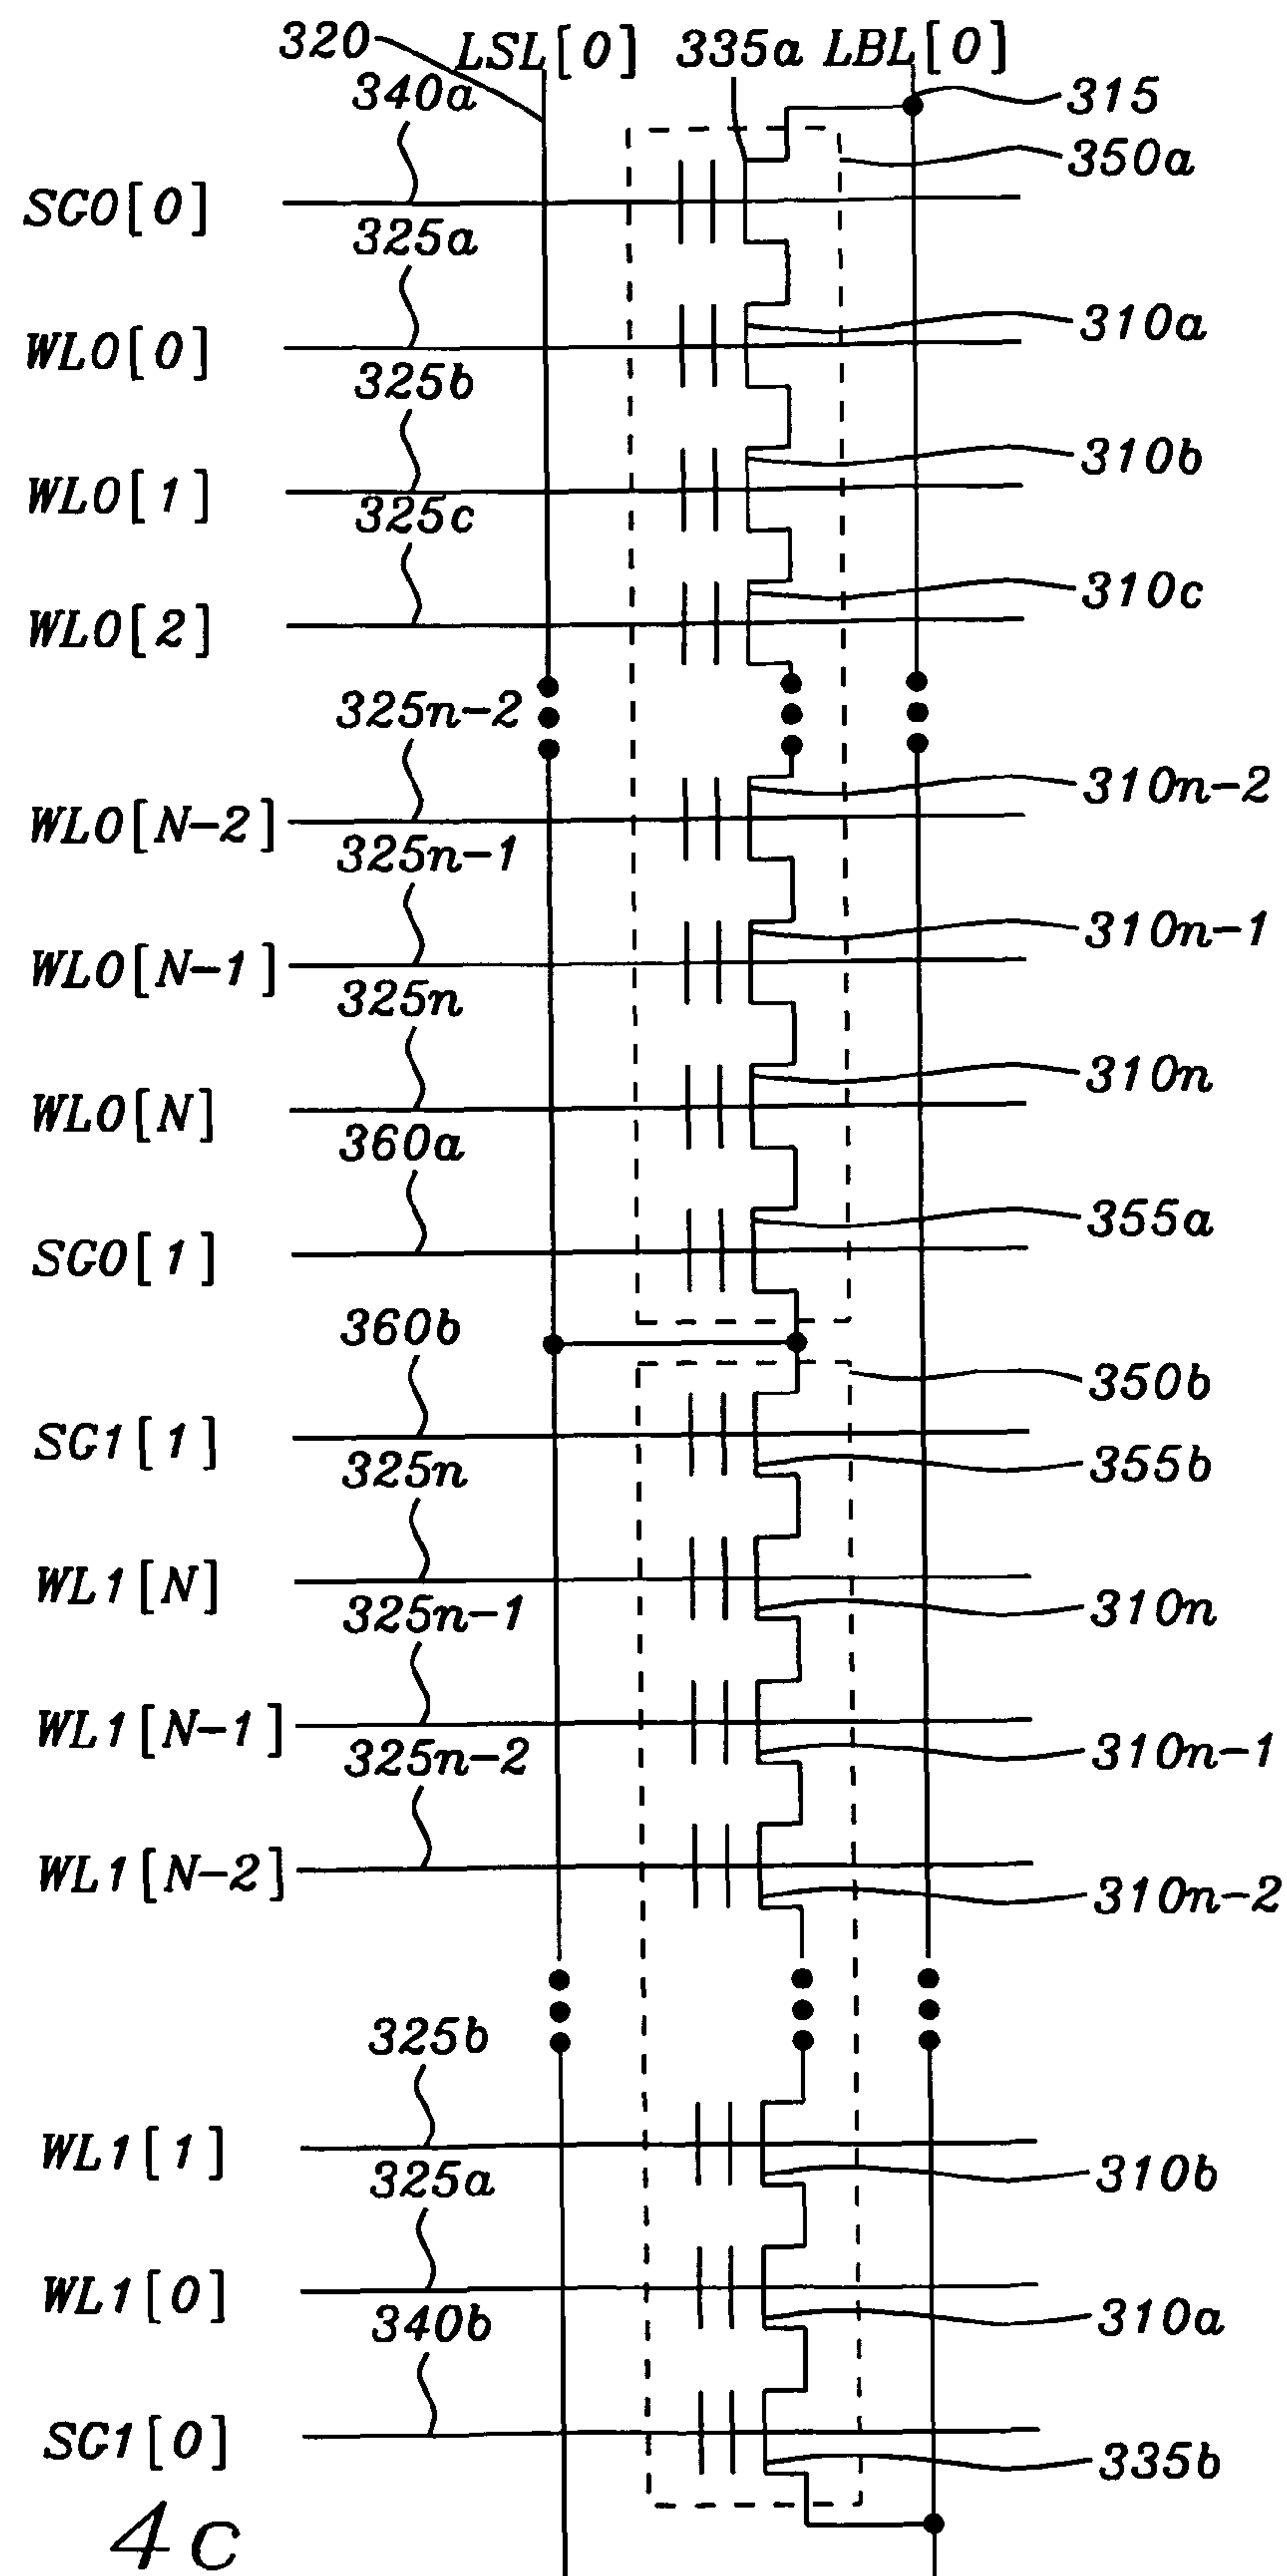 320 LSL[0] 335a LBL[0]
340a 315
350a
SG0[0]
325a
310a
WL0[0]
325b
310b
WL0[1]
325c
310c
WL0[2]
325n-2
310n-2
WL0[N-2]
325n-1
310n-1
WL0[N-1]
325n
310n
WL0[N]
360a
355a
SG0[1]
360b
350b
SG1[1]
325n 355b
WL1[N]
310n
325n-1
WL1[N-1]
310n-1
325n-2
WL1[N-2]
310n-2
325b
WL1[1]
310b
325a
WL1[0]
310a
340b
SG1[0]
335b
4C